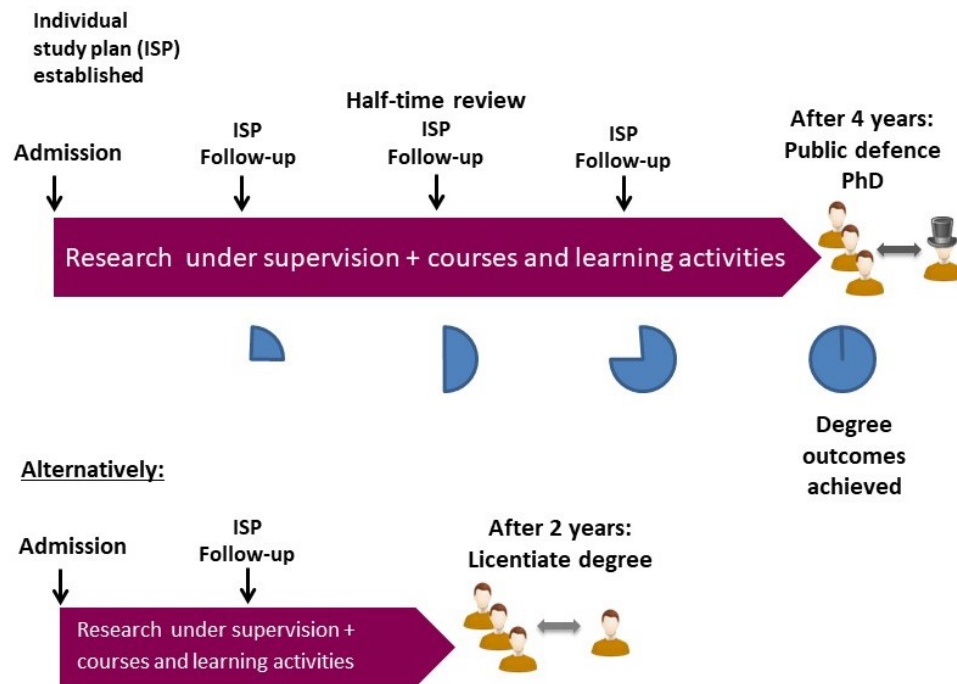 Individual
study plan (ISP)
established
Admission
ISP
Follow-up
Half-time review
ISP
Follow-up
ISP
Follow-up
After 4 years:
Public defence
PhD
Research under supervision + courses and learning activities
Degree
outcomes
achieved
Alternatively:
Admission
ISP
Follow-up
After 2 years:
Licentiate degree
Research under supervision +
courses and learning activities